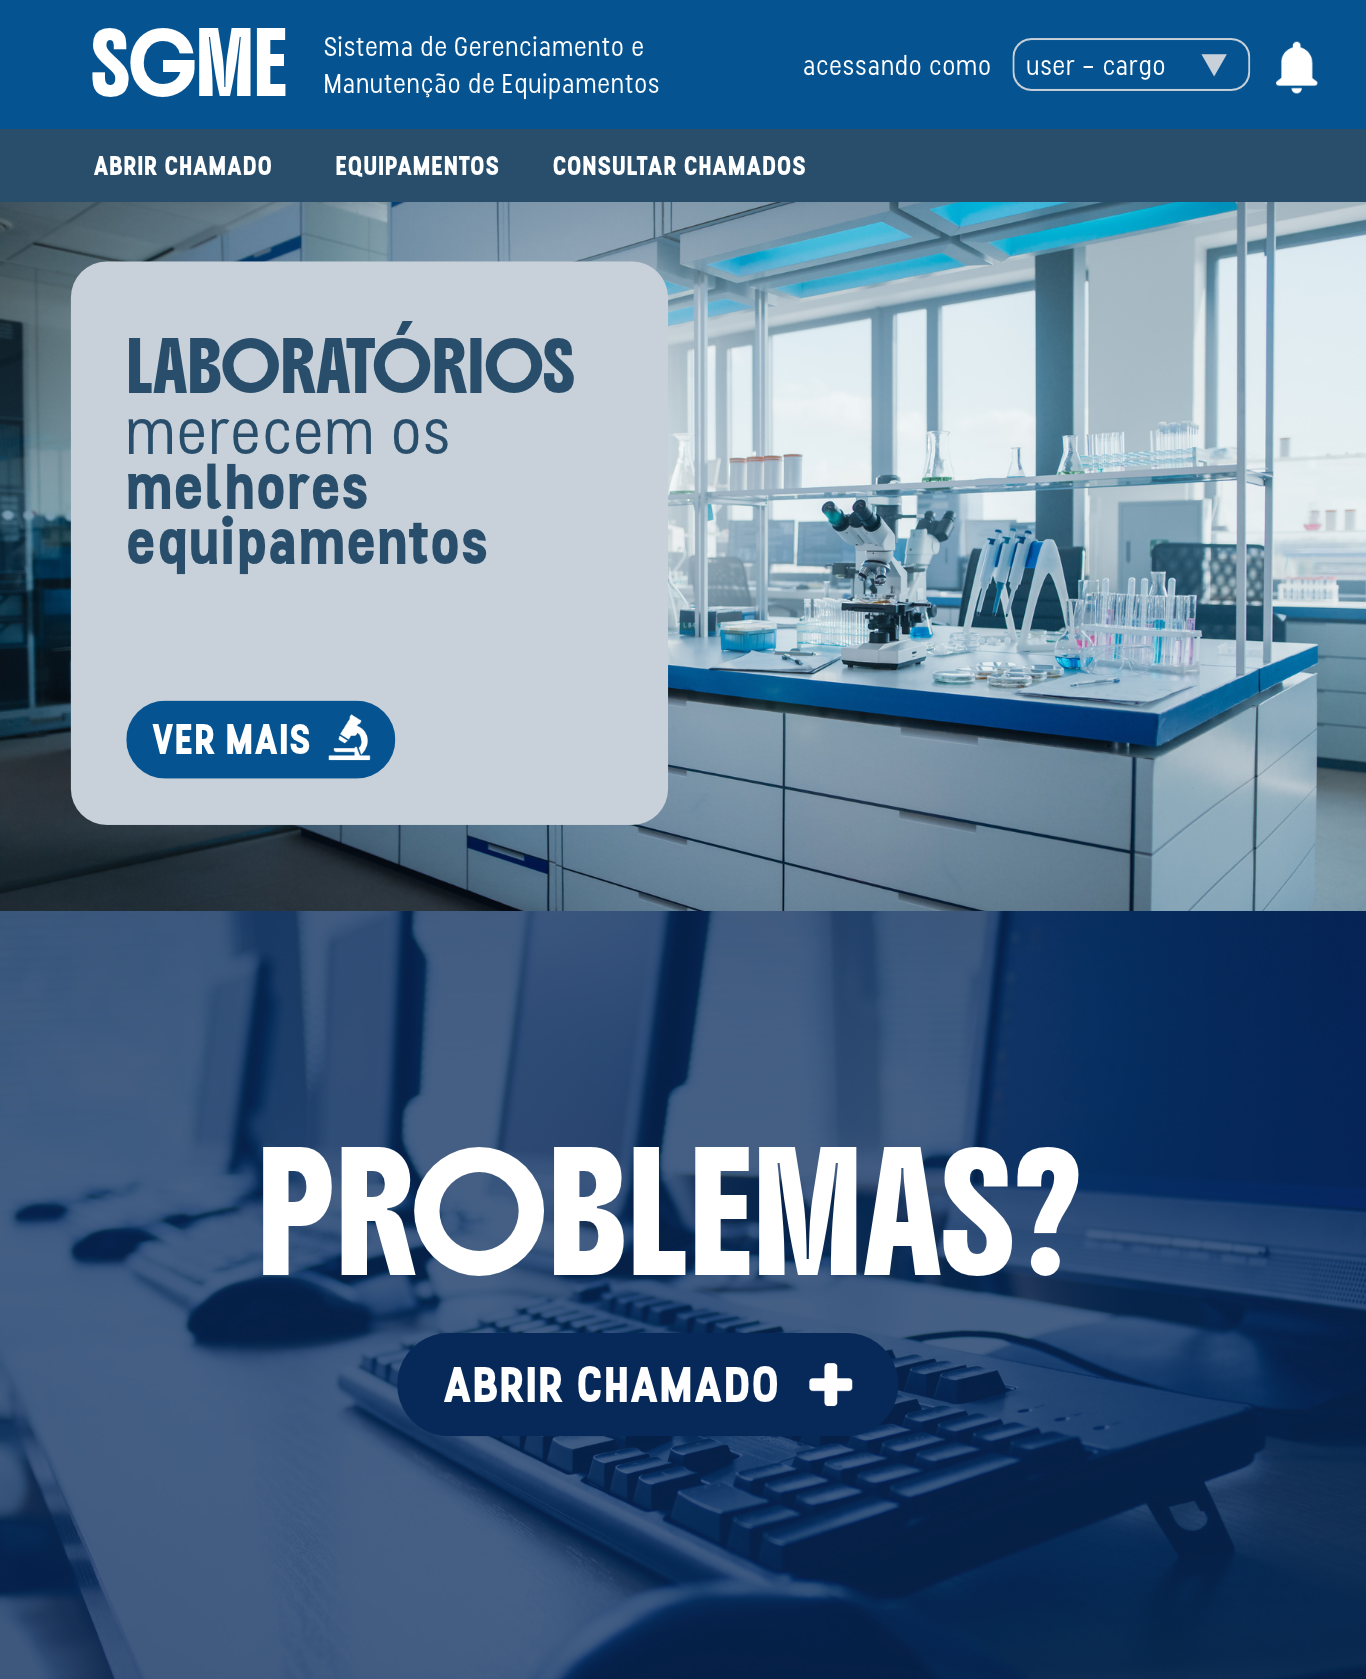 SGME
Sistema de Gerenciamento e
Manutenção de Equipamentos
acessando como
user - cargo
ABRIR CHAMADO
EQUIPAMENTOS
CONSULTAR CHAMADOS
LABORATÓRIOS
merecem os
melhores
equipamentos
VER MAIS
PROBLEMAS?
ABRIR CHAMADO